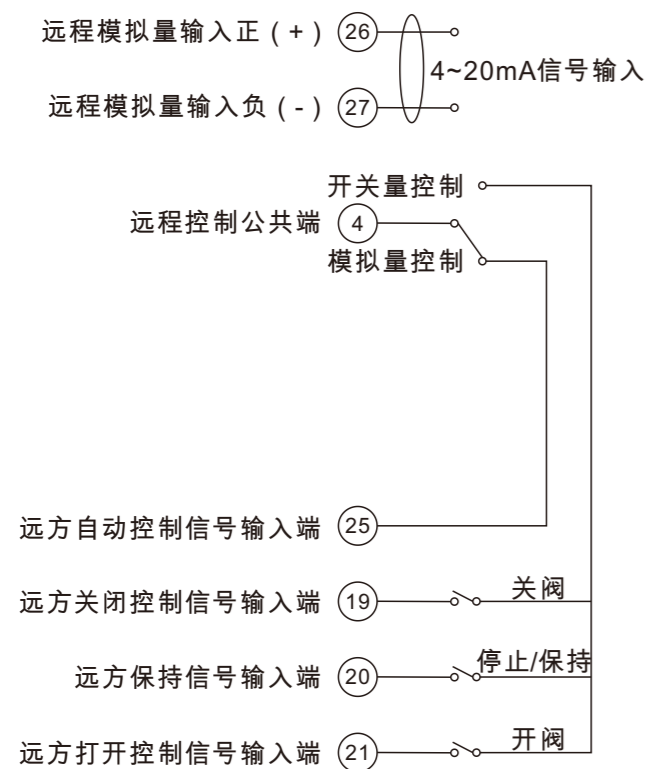 远程模拟量输入正 ( + ) 26
4~20mA信号输入
远程模拟量输入负 ( - ) 27
开关量控制
远程控制公共端 4
模拟量控制
远方自动控制信号输入端 25
远方关闭控制信号输入端 19 关阀
远方保持信号输入端 20 停止/保持
远方打开控制信号输入端 21 开阀